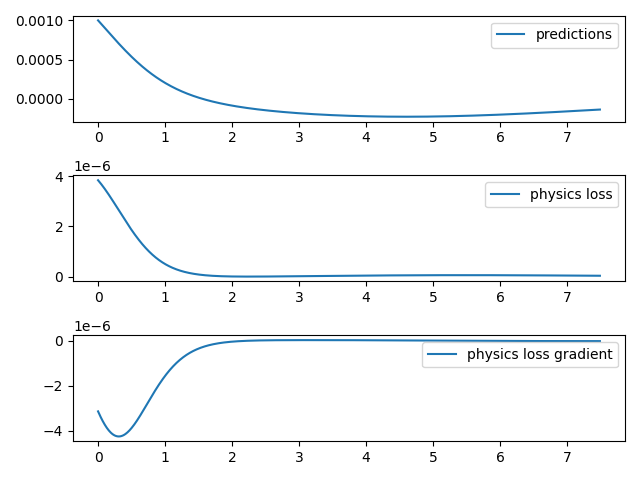 0.0010
0.0005
0.0000
predictions
0 1 2 3 4 5 6 7
1e−6
4
2
0
physics loss
0 1 2 3 4 5 6 7
1e−6
0
−2
−4
physics loss gradient
0 1 2 3 4 5 6 7